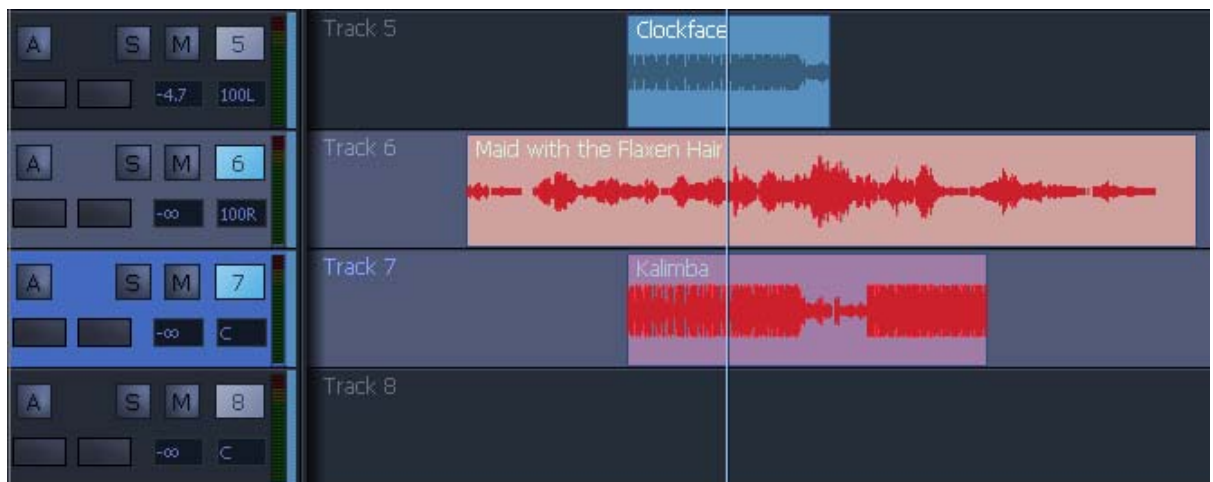 A S M 5 Track 5 Clockface
-4.7 100L
A S M 6 Track 6 Maid with the Flaxen Hair
-∞ 100R
A S M 7 Track 7 Kalimba
-∞ C
A S M 8 Track 8
-∞ C